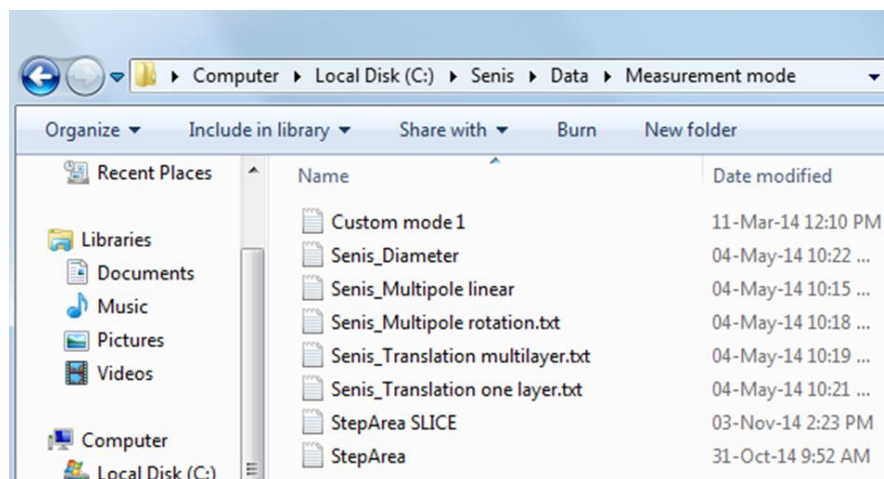 Computer Local Disk (C:) Senis Data Measurement mode
Organize Include in library Share with Burn New folder
Recent Places
Libraries
Documents
Music
Pictures
Videos
Computer
Local Disk (C:)
Name Date modified
Custom mode 1 11-Mar-14 12:10 PM
Senis_Diameter 04-May-14 10:22 ...
Senis_Multipole linear 04-May-14 10:15 ...
Senis_Multipole rotation.txt 04-May-14 10:18 ...
Senis_Translation multilayer.txt 04-May-14 10:19 ...
Senis_Translation one layer.txt 04-May-14 10:21 ...
StepArea SLICE 03-Nov-14 2:23 PM
StepArea 31-Oct-14 9:52 AM